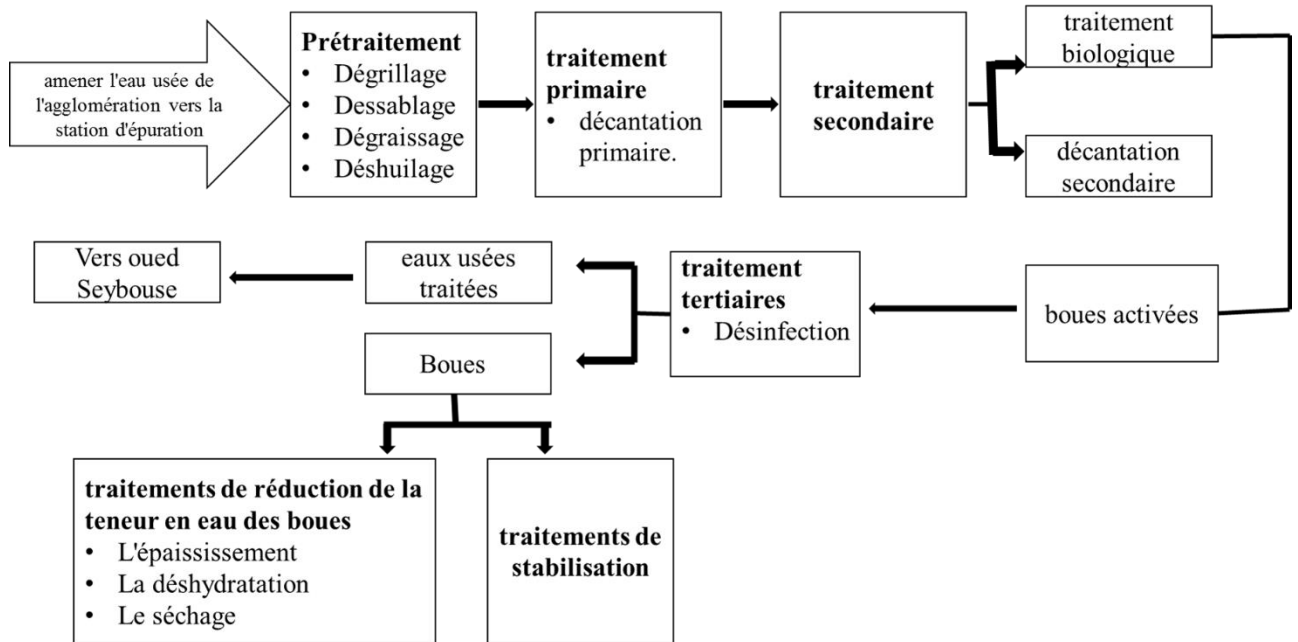 amener l'eau usée de
l'agglomération vers la
station d'épuration
Prétraitement
• Dégrillage
• Dessablage
• Dégraissage
• Déshuilage
traitement
primaire
• décantation
primaire.
traitement
secondaire
traitement
biologique
décantation
secondaire
Vers oued
Seybouse
eaux usées
traitées
traitement
tertiaires
• Désinfection
boues activées
Boues
traitements de réduction de la
teneur en eau des boues
• L'épaississement
• La déshydratation
• Le séchage
traitements de
stabilisation